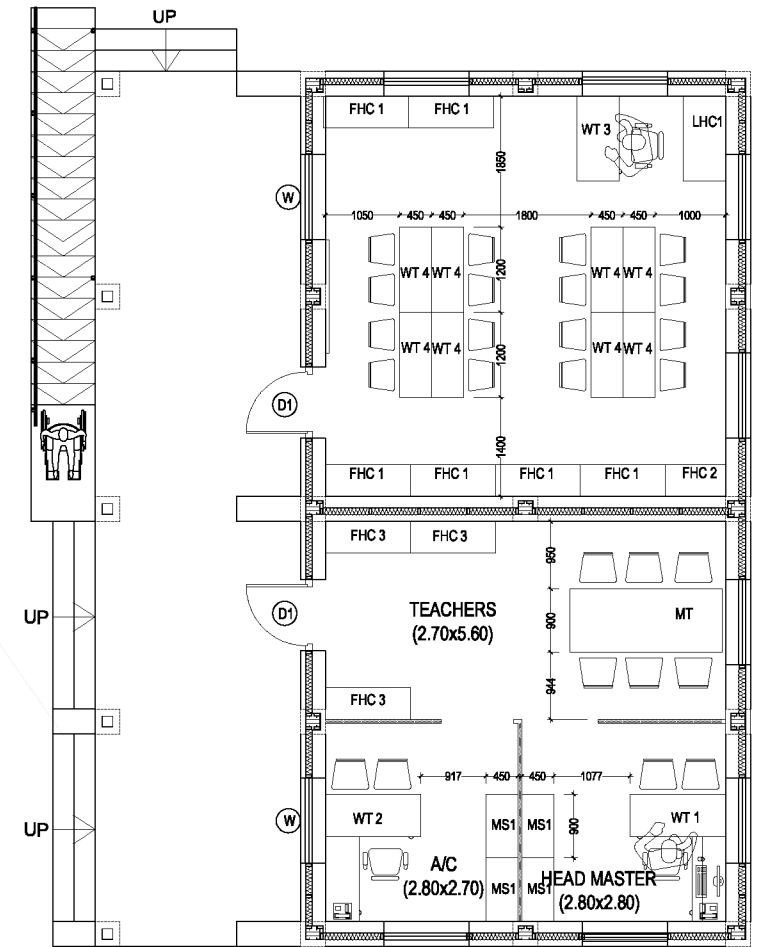 UP
FHC 1 FHC 1
WT 3
LHC1
1850
W
1050 450 450 1800 450 450 1000
WT 4 WT 4 1200 WT 4 WT 4
WT 4 WT 4 1200 WT 4 WT 4
D1
1400
FHC 1 FHC 1 FHC 1 FHC 1 FHC 2
FHC 3 FHC 3
950
UP
D1
TEACHERS
(2.70x5.60)
900
MT
944
FHC 3
917 450 450 1077
UP
W
WT 2
MS1 MS1
900
WT 1
A/C
(2.80x2.70)
MS1 MS1
HEAD MASTER
(2.80x2.80)